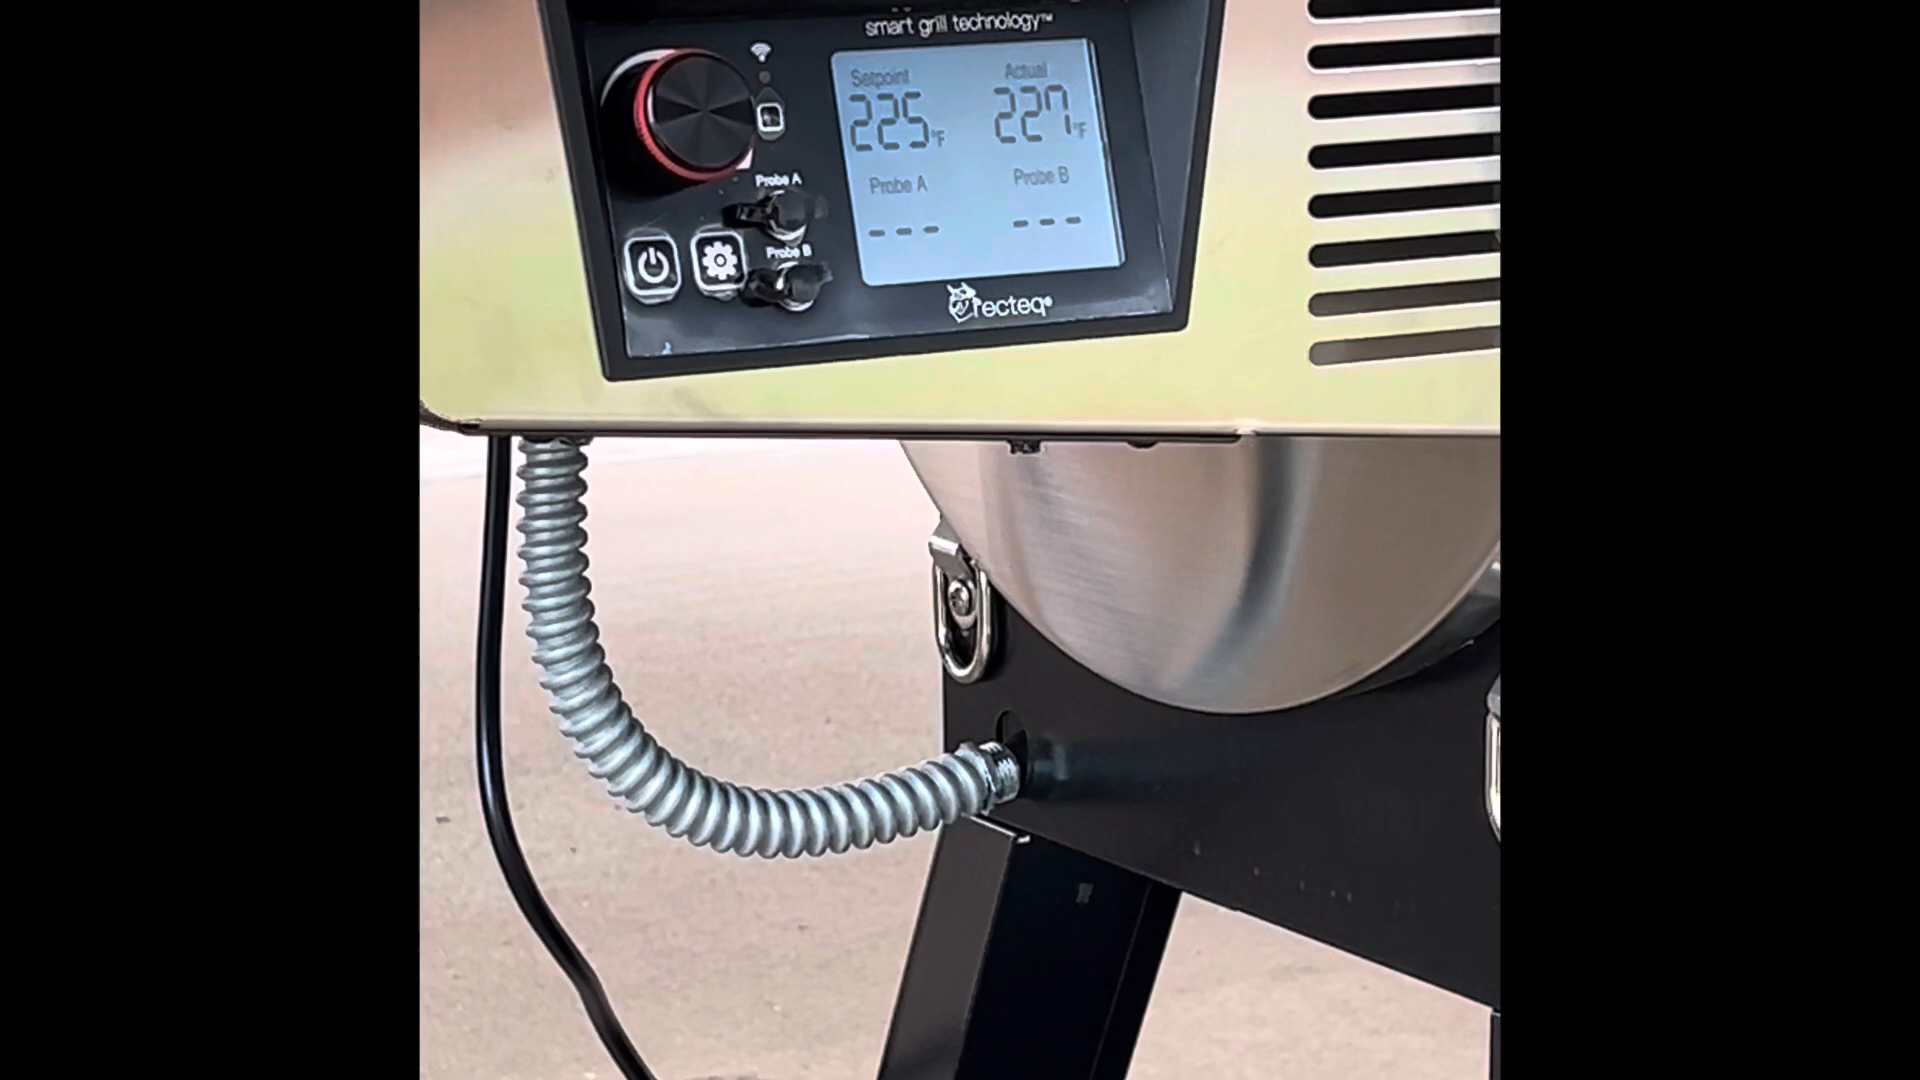 smart grill technology™
Setpoint Actual
225°F 227°F
Probe A Probe B
--- ---
Probe A
Probe B
recteq®